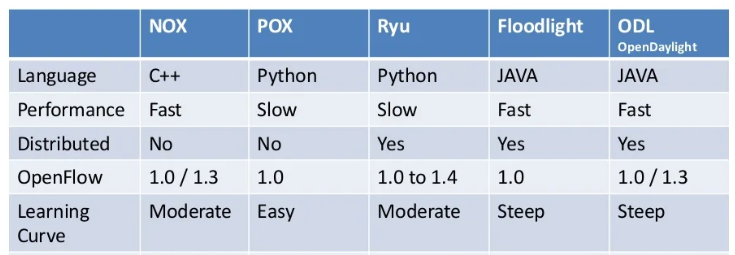 NOX POX Ryu Floodlight ODL
OpenDaylight
Language C++ Python Python JAVA JAVA
Performance Fast Slow Slow Fast Fast
Distributed No No Yes Yes Yes
OpenFlow 1.0 / 1.3 1.0 1.0 to 1.4 1.0 1.0 / 1.3
Learning Moderate Easy Moderate Steep Steep
Curve